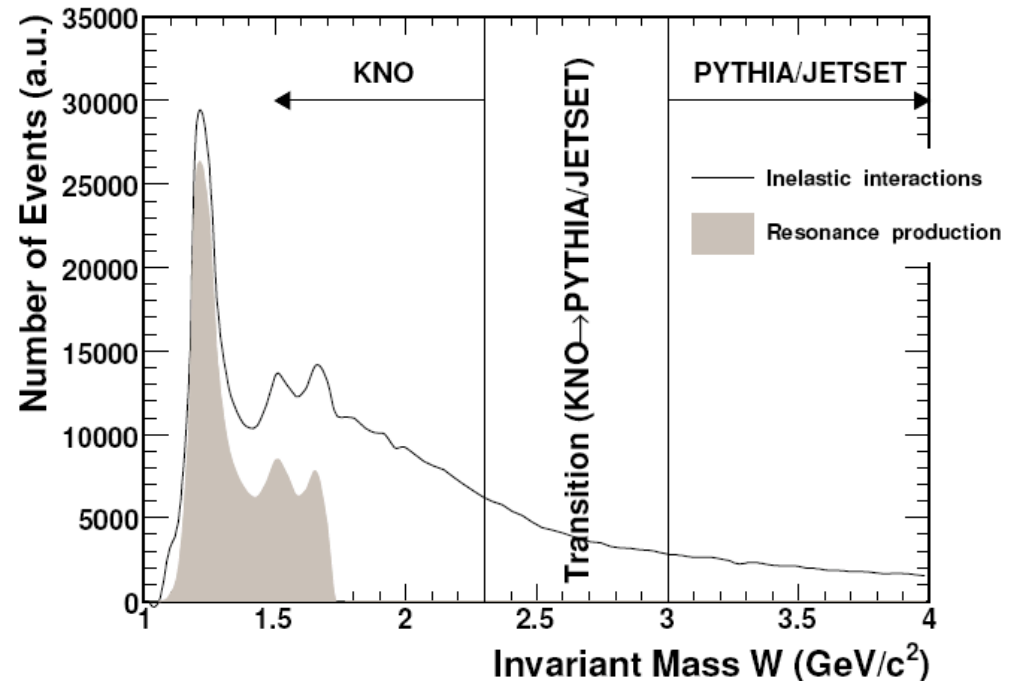 35000
30000
25000
20000
15000
10000
5000
0
Number of Events (a.u.)
KNO
Transition (KNO→PYTHIA/JETSET)
PYTHIA/JETSET
Inelastic interactions
Resonance production
1 1.5 2 2.5 3 3.5 4
Invariant Mass W (GeV/c²)